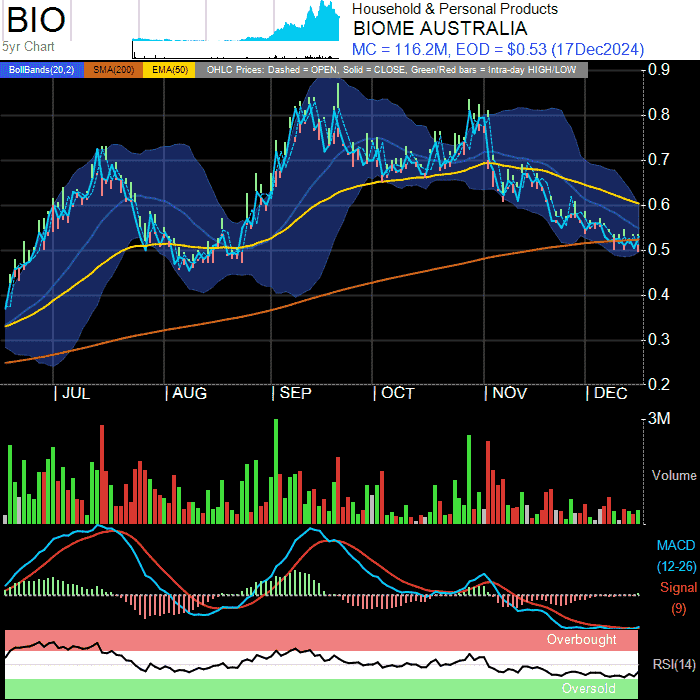 BIO
5yr Chart
Household & Personal Products
BIOME AUSTRALIA
MC = 116.2M, EOD = $0.53 (17Dec2024)
BollBands(20,2) SMA(200) EMA(50) OHLC Prices: Dashed = OPEN, Solid = CLOSE, Green/Red bars = Intra-day HIGH/LOW
0.9
0.8
0.7
0.6
0.5
0.4
0.3
0.2
JUL AUG SEP OCT NOV DEC
3M
Volume
MACD
(12-26)
Signal
(9)
Overbought
RSI(14)
Oversold